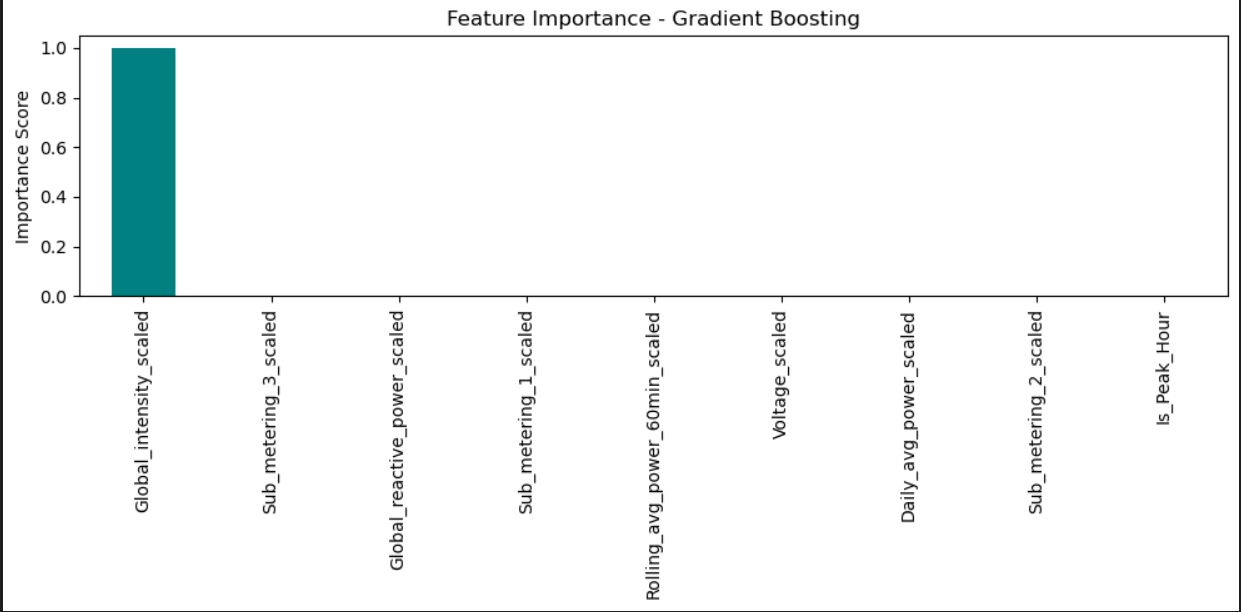 Feature Importance - Gradient Boosting
Importance Score
1.0
0.8
0.6
0.4
0.2
0.0
Global_intensity_scaled
Sub_metering_3_scaled
Global_reactive_power_scaled
Sub_metering_1_scaled
Rolling_avg_power_60min_scaled
Voltage_scaled
Daily_avg_power_scaled
Sub_metering_2_scaled
Is_Peak_Hour